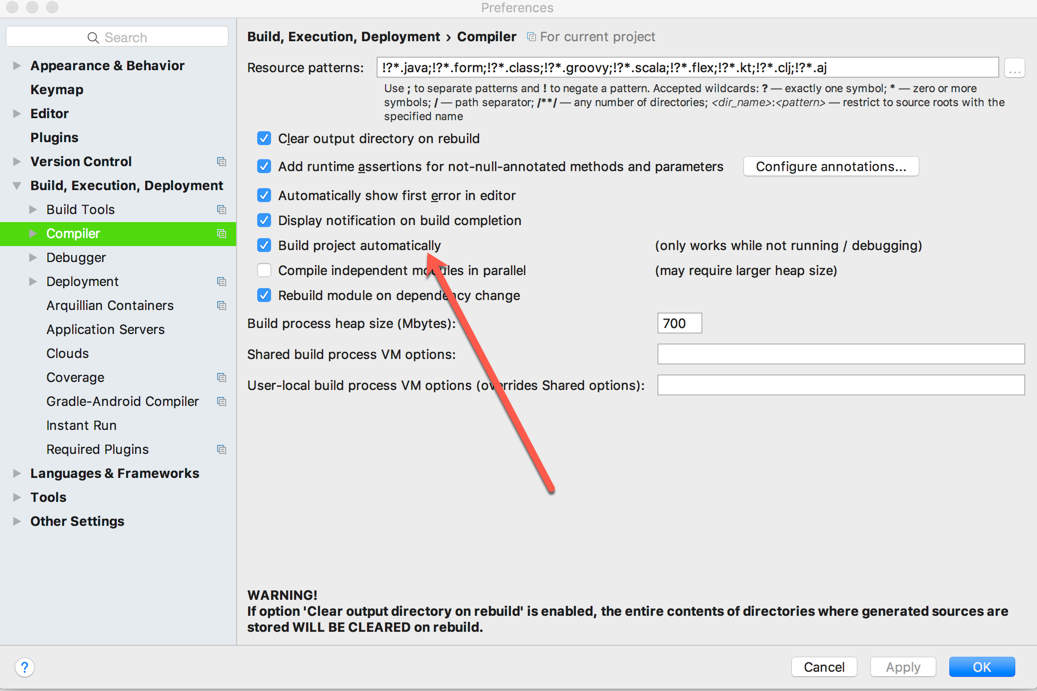 Preferences
Search
Appearance & Behavior
Keymap
Editor
Plugins
Version Control
Build, Execution, Deployment
Build Tools
Compiler
Debugger
Deployment
Arquillian Containers
Application Servers
Clouds
Coverage
Gradle-Android Compiler
Instant Run
Required Plugins
Languages & Frameworks
Tools
Other Settings
Build, Execution, Deployment › Compiler For current project
Resource patterns: !?*.java;!?*.form;!?*.class;!?*.groovy;!?*.scala;!?*.flex;!?*.kt;!?*.clj;!?*.aj ...
Use ; to separate patterns and ! to negate a pattern. Accepted wildcards: ? — exactly one symbol; * — zero or more
symbols; / — path separator; /**/ — any number of directories; <dir_name>:<pattern> — restrict to source roots with the
specified name
Clear output directory on rebuild
Add runtime assertions for not-null-annotated methods and parameters Configure annotations...
Automatically show first error in editor
Display notification on build completion
Build project automatically (only works while not running / debugging)
Compile independent modules in parallel (may require larger heap size)
Rebuild module on dependency change
Build process heap size (Mbytes): 700
Shared build process VM options:
User-local build process VM options (overrides Shared options):
WARNING!
If option 'Clear output directory on rebuild' is enabled, the entire contents of directories where generated sources are
stored WILL BE CLEARED on rebuild.
? Cancel Apply OK